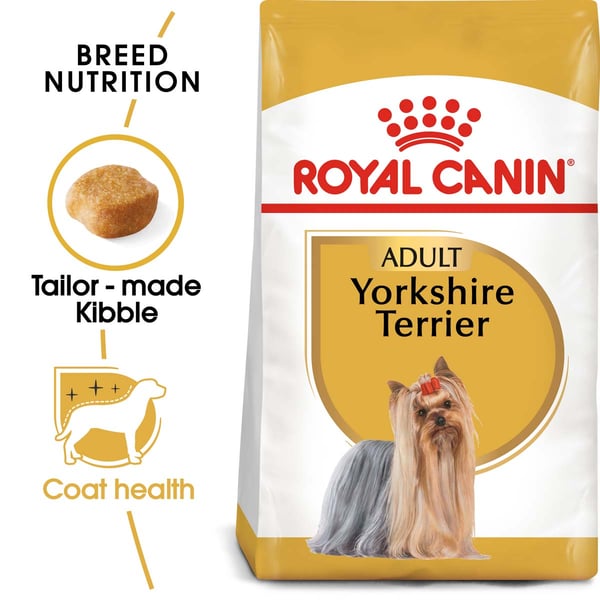 BREED
NUTRITION
Tailor - made
Kibble
Coat health
ROYAL CANIN®
ADULT
Yorkshire
Terrier